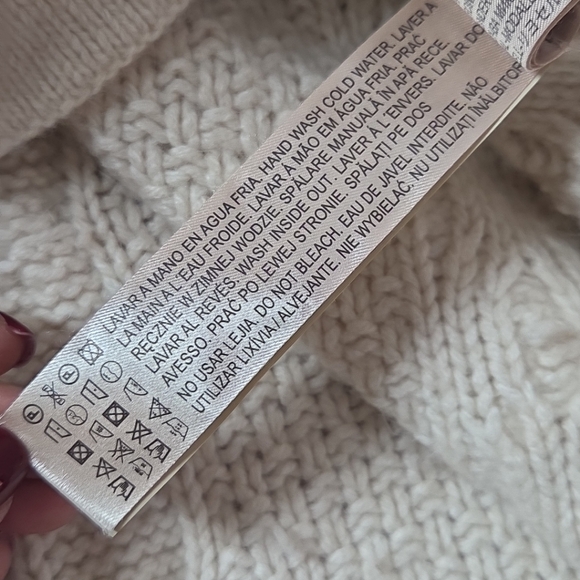 LAVAR A MANO EN AGUA FRIA. HAND WASH COLD WATER. LAVER A
LA MAIN A L´EAU FROIDE. LAVAR À MÃO EM ÁGUA FRIA. PRAĆ
RECZNIE W ZIMNEJ WODZIE. SPĂLARE MANUALĂ ÎN APĂ RECE.
LAVAR AL REVÉS. WASH INSIDE OUT. LAVER À L´ENVERS. LAVAR DO
AVESSO. PRAĆ PO LEWEJ STRONIE. SPĂLAȚI PE DOS
NO USAR LEJIA. DO NOT BLEACH. EAU DE JAVEL INTERDITE. NÃO
UTILIZAR LIXÍVIA / ALVEJANTE. NIE WYBIELAĆ. NU UTILIZAȚI ÎNĂLBITOR